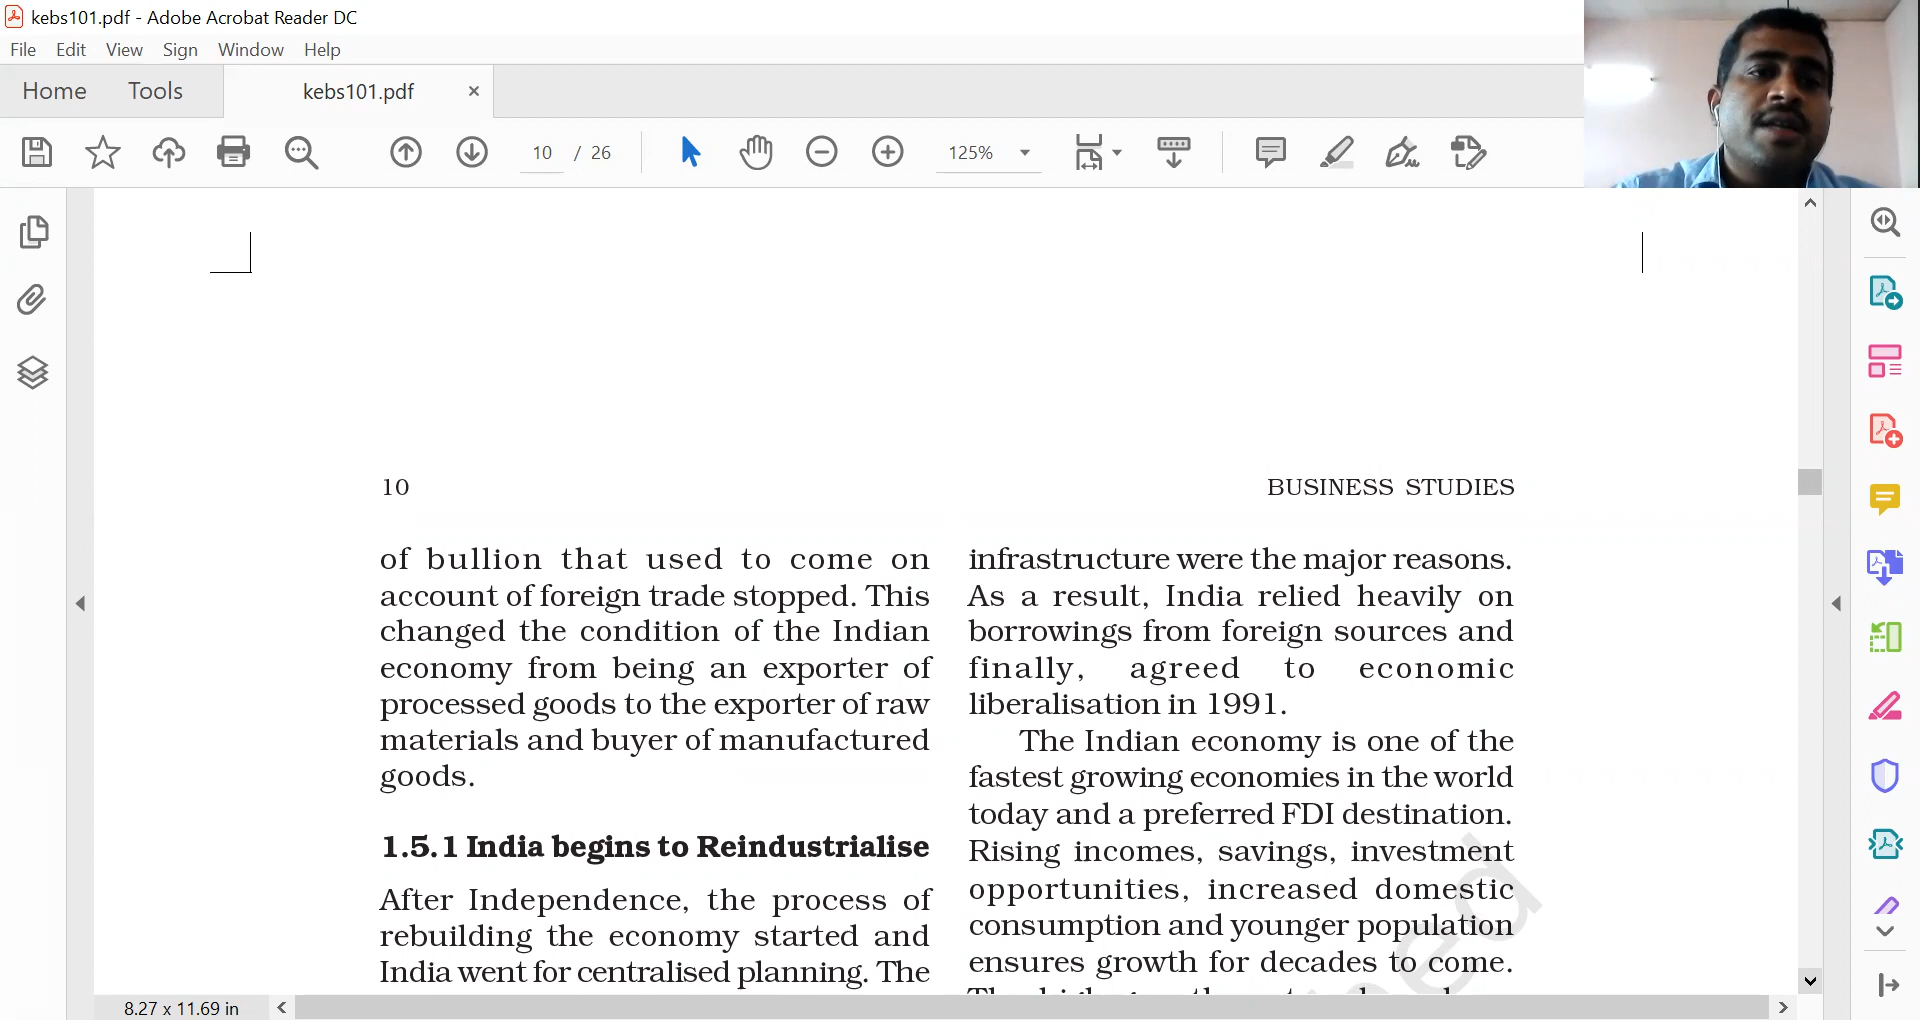 kebs101.pdf - Adobe Acrobat Reader DC
File Edit View Sign Window Help
Home Tools kebs101.pdf ×
10 / 26 125%
10 BUSINESS STUDIES
of bullion that used to come on
account of foreign trade stopped. This
changed the condition of the Indian
economy from being an exporter of
processed goods to the exporter of raw
materials and buyer of manufactured
goods.
1.5.1 India begins to Reindustrialise
After Independence, the process of
rebuilding the economy started and
India went for centralised planning. The
infrastructure were the major reasons.
As a result, India relied heavily on
borrowings from foreign sources and
finally, agreed to economic
liberalisation in 1991.
The Indian economy is one of the
fastest growing economies in the world
today and a preferred FDI destination.
Rising incomes, savings, investment
opportunities, increased domestic
consumption and younger population
ensures growth for decades to come.
8.27 x 11.69 in